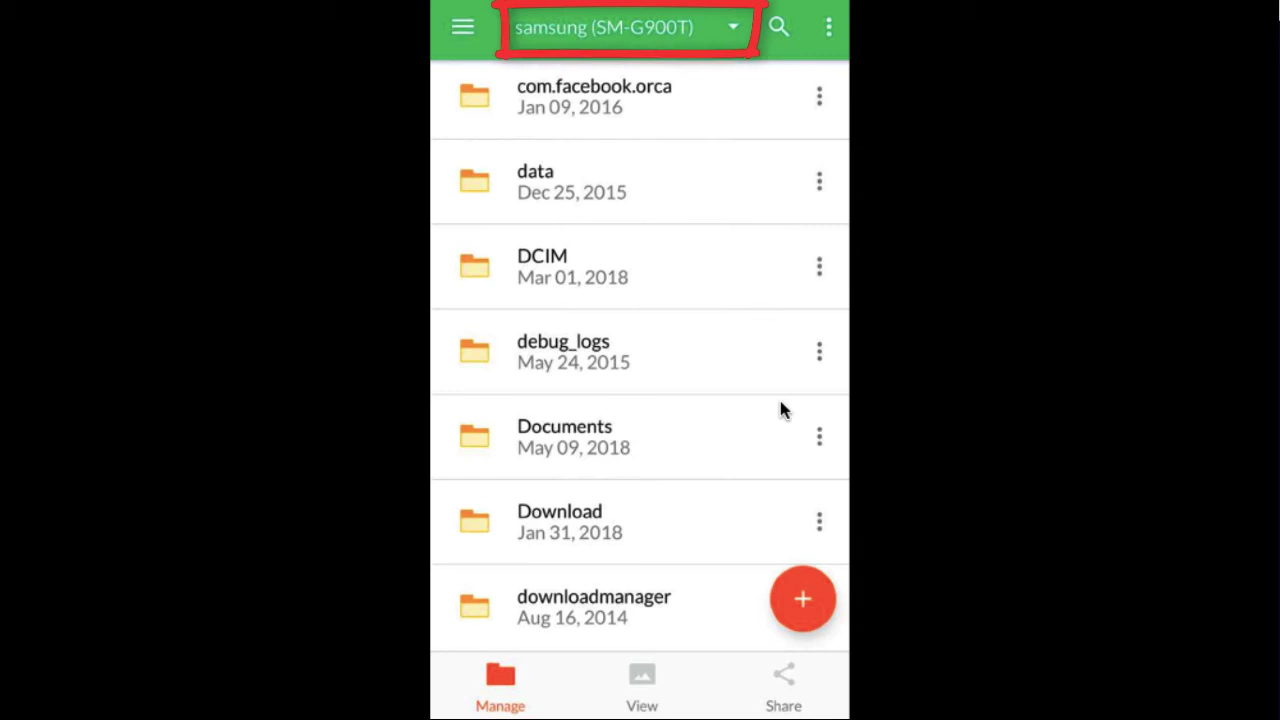 samsung (SM-G900T)
com.facebook.orca
Jan 09, 2016
data
Dec 25, 2015
DCIM
Mar 01, 2018
debug_logs
May 24, 2015
Documents
May 09, 2018
Download
Jan 31, 2018
downloadmanager
Aug 16, 2014
Manage View Share